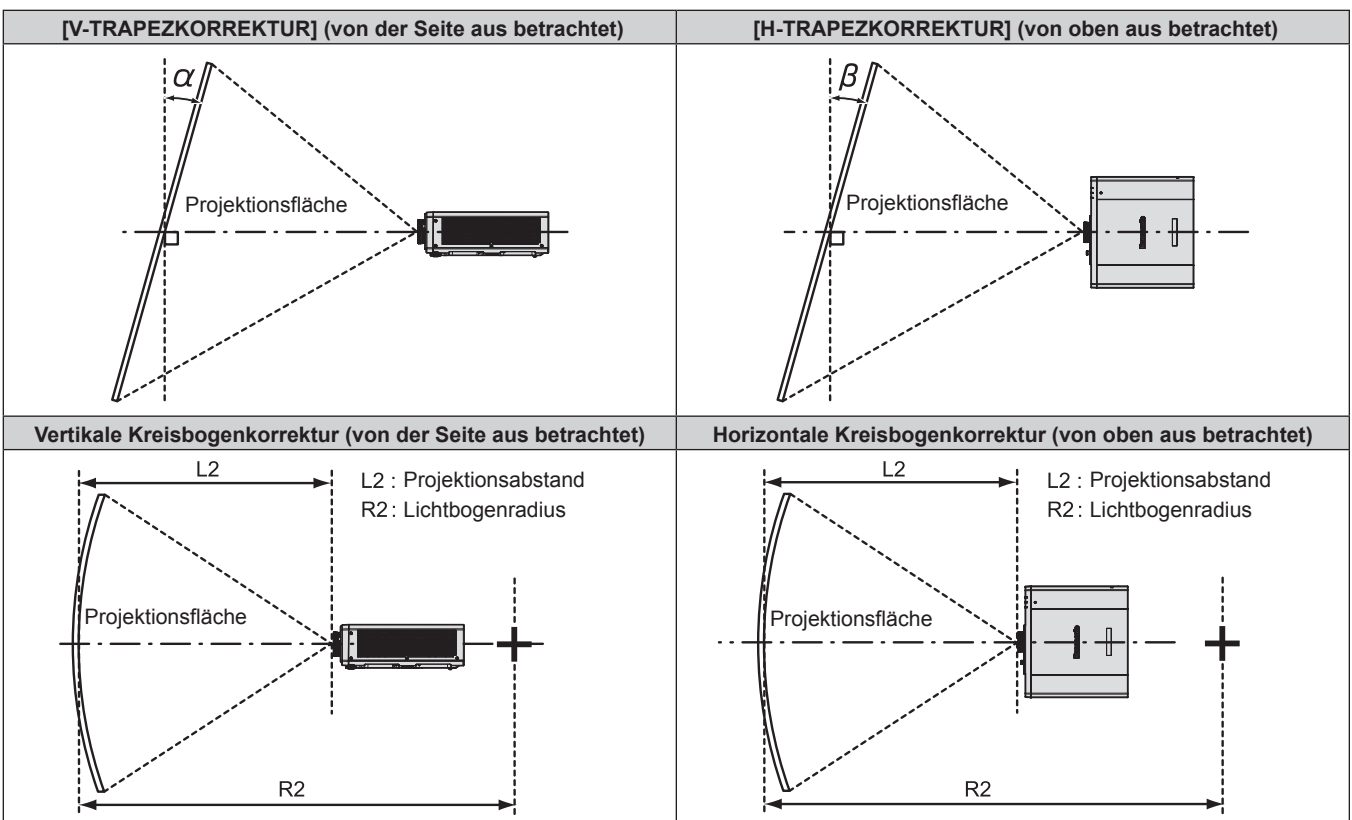 [V-TRAPEZKORREKTUR] (von der Seite aus betrachtet)
[H-TRAPEZKORREKTUR] (von oben aus betrachtet)
α
Projektionsfläche
β
Projektionsfläche
Vertikale Kreisbogenkorrektur (von der Seite aus betrachtet)
Horizontale Kreisbogenkorrektur (von oben aus betrachtet)
L2
L2 : Projektionsabstand
R2 : Lichtbogenradius
Projektionsfläche
R2
L2
L2 : Projektionsabstand
R2 : Lichtbogenradius
Projektionsfläche
R2